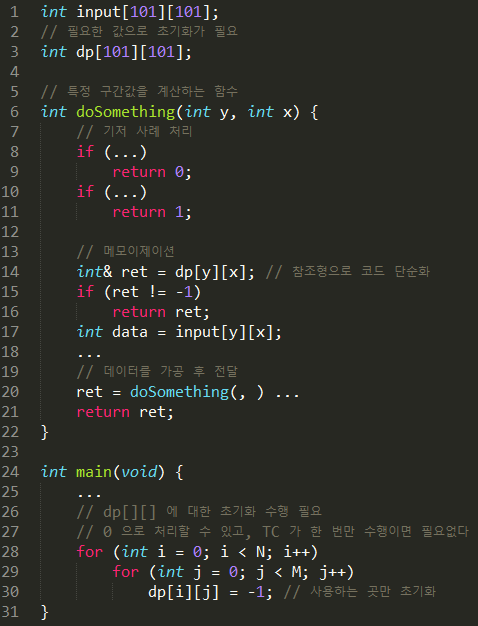 1 int input[101][101];
2 // 필요한 값으로 초기화가 필요
3 int dp[101][101];
4
5 // 특정 구간값을 계산하는 함수
6 int doSomething(int y, int x) {
7     // 기저 사례 처리
8     if (...)
9         return 0;
10     if (...)
11         return 1;
12
13     // 메모이제이션
14     int& ret = dp[y][x]; // 참조형으로 코드 단순화
15     if (ret != -1)
16         return ret;
17     int data = input[y][x];
18     ...
19     // 데이터를 가공 후 전달
20     ret = doSomething(, ) ...
21     return ret;
22 }
23
24 int main(void) {
25     ...
26     // dp[][] 에 대한 초기화 수행 필요
27     // 0 으로 처리할 수 있고, TC 가 한 번만 수행이면 필요없다
28     for (int i = 0; i < N; i++)
29         for (int j = 0; j < M; j++)
30             dp[i][j] = -1; // 사용하는 곳만 초기화
31 }